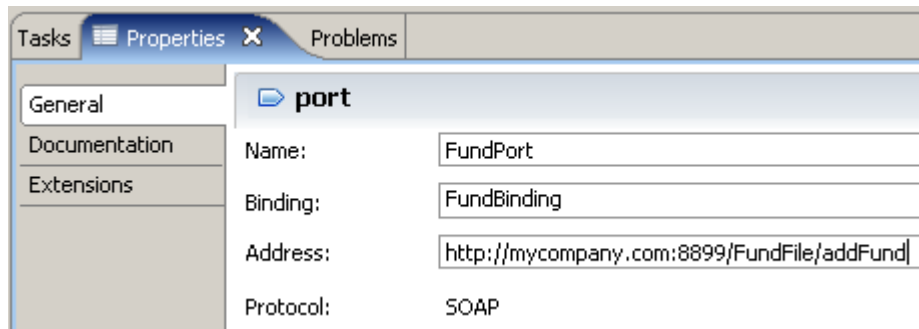 Tasks Properties Problems
General
port
Documentation
Name: FundPort
Extensions
Binding: FundBinding
Address: http://mycompany.com:8899/FundFile/addFund
Protocol: SOAP